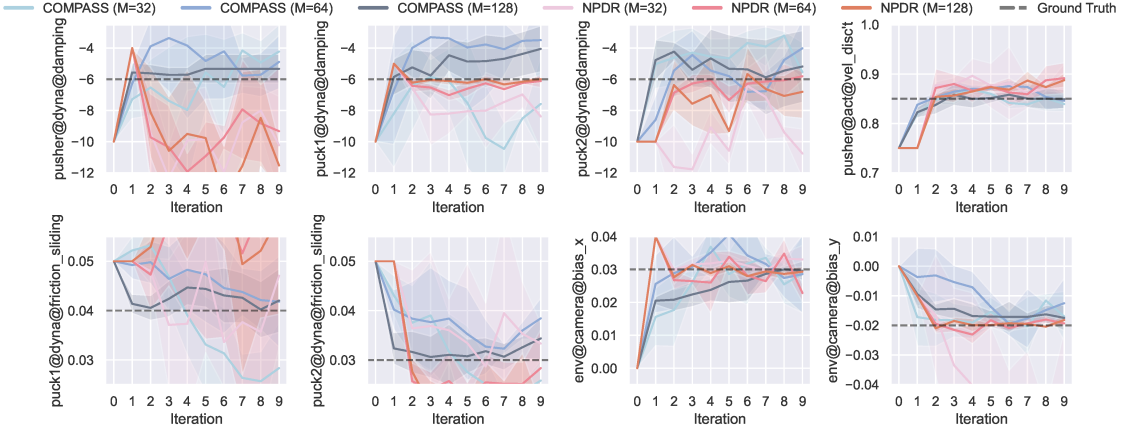 COMPASS (M=32) COMPASS (M=64) COMPASS (M=128) NPDR (M=32) NPDR (M=64) NPDR (M=128) Ground Truth
pusher@dyna@damping
−4
−6
−8
−10
−12
0 1 2 3 4 5 6 7 8 9
Iteration
puck1@dyna@damping
−4
−6
−8
−10
−12
0 1 2 3 4 5 6 7 8 9
Iteration
puck2@dyna@damping
−4
−6
−8
−10
−12
0 1 2 3 4 5 6 7 8 9
Iteration
pusher@act@vel_disc't
1.0
0.9
0.8
0.7
0 1 2 3 4 5 6 7 8 9
Iteration
puck1@dyna@friction_sliding
0.05
0.04
0.03
0 1 2 3 4 5 6 7 8 9
Iteration
puck2@dyna@friction_sliding
0.05
0.04
0.03
0 1 2 3 4 5 6 7 8 9
Iteration
env@camera@bias_x
0.04
0.03
0.02
0.01
0.00
0 1 2 3 4 5 6 7 8 9
Iteration
env@camera@bias_y
0.01
0.00
−0.01
−0.02
−0.03
−0.04
0 1 2 3 4 5 6 7 8 9
Iteration